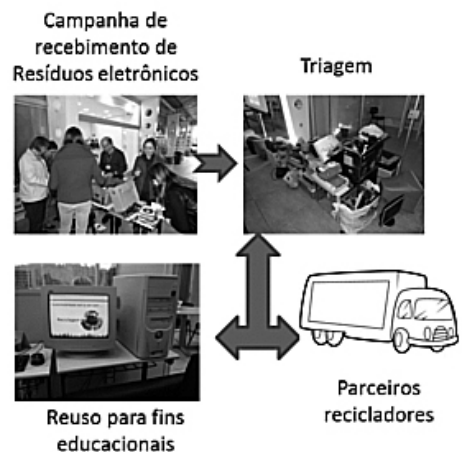 Campanha de
recebimento de
Resíduos eletrônicos
Triagem
Reuso para fins
educacionais
Parceiros
recicladores